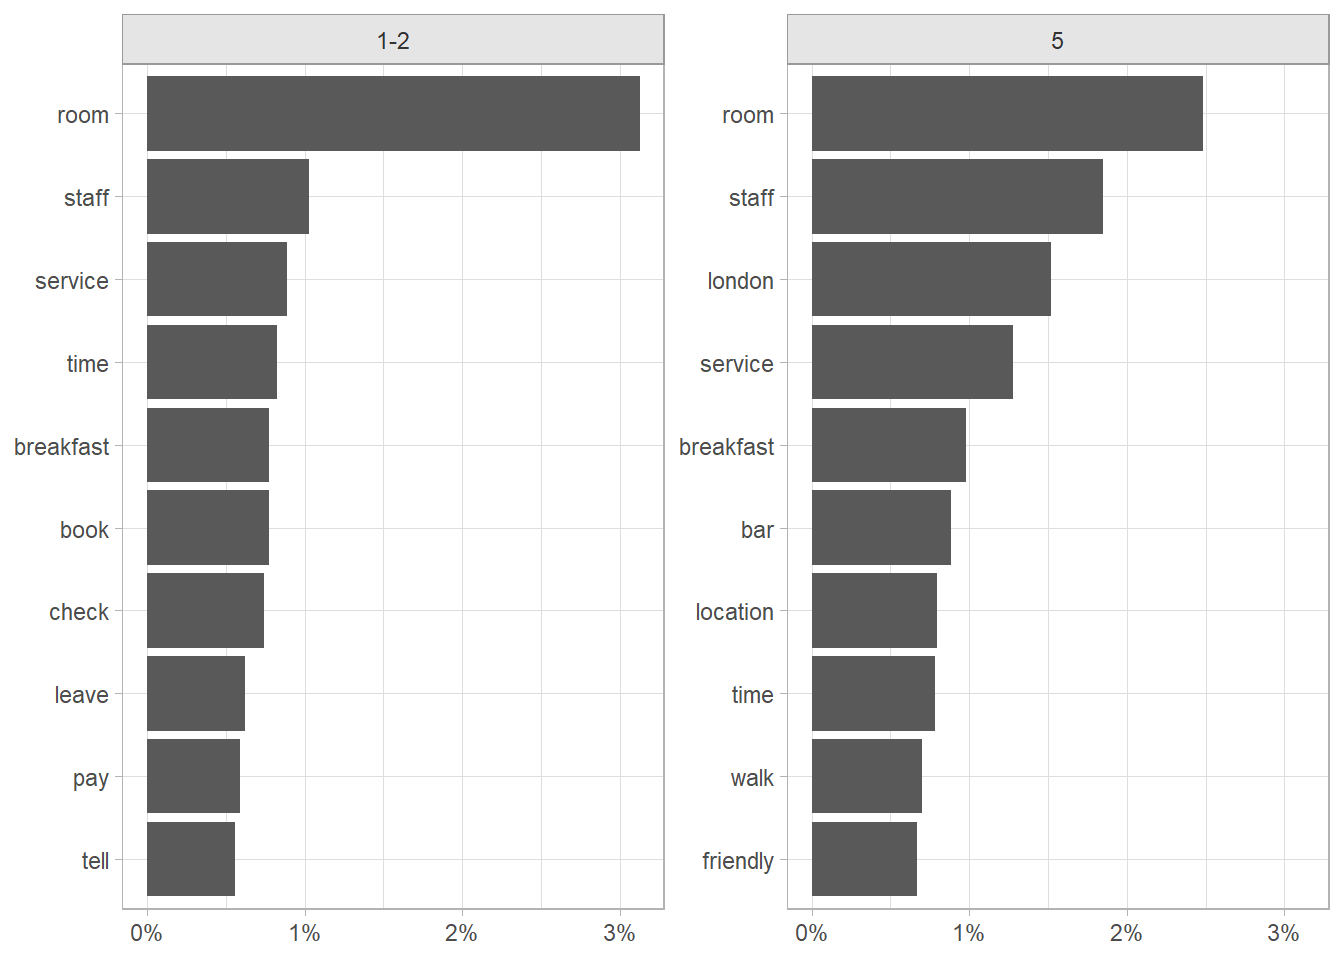 1-2
room
staff
service
time
breakfast
book
check
leave
pay
tell
0% 1% 2% 3%
5
room
staff
london
service
breakfast
bar
location
time
walk
friendly
0% 1% 2% 3%